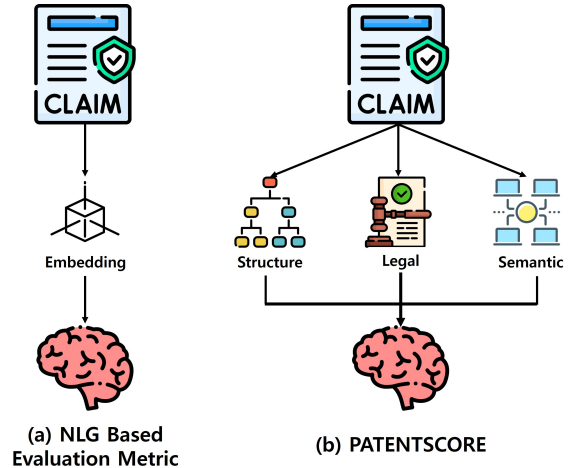 CLAIM
Embedding
(a) NLG Based
Evaluation Metric
CLAIM
Structure
Legal
Semantic
(b) PATENTSCORE